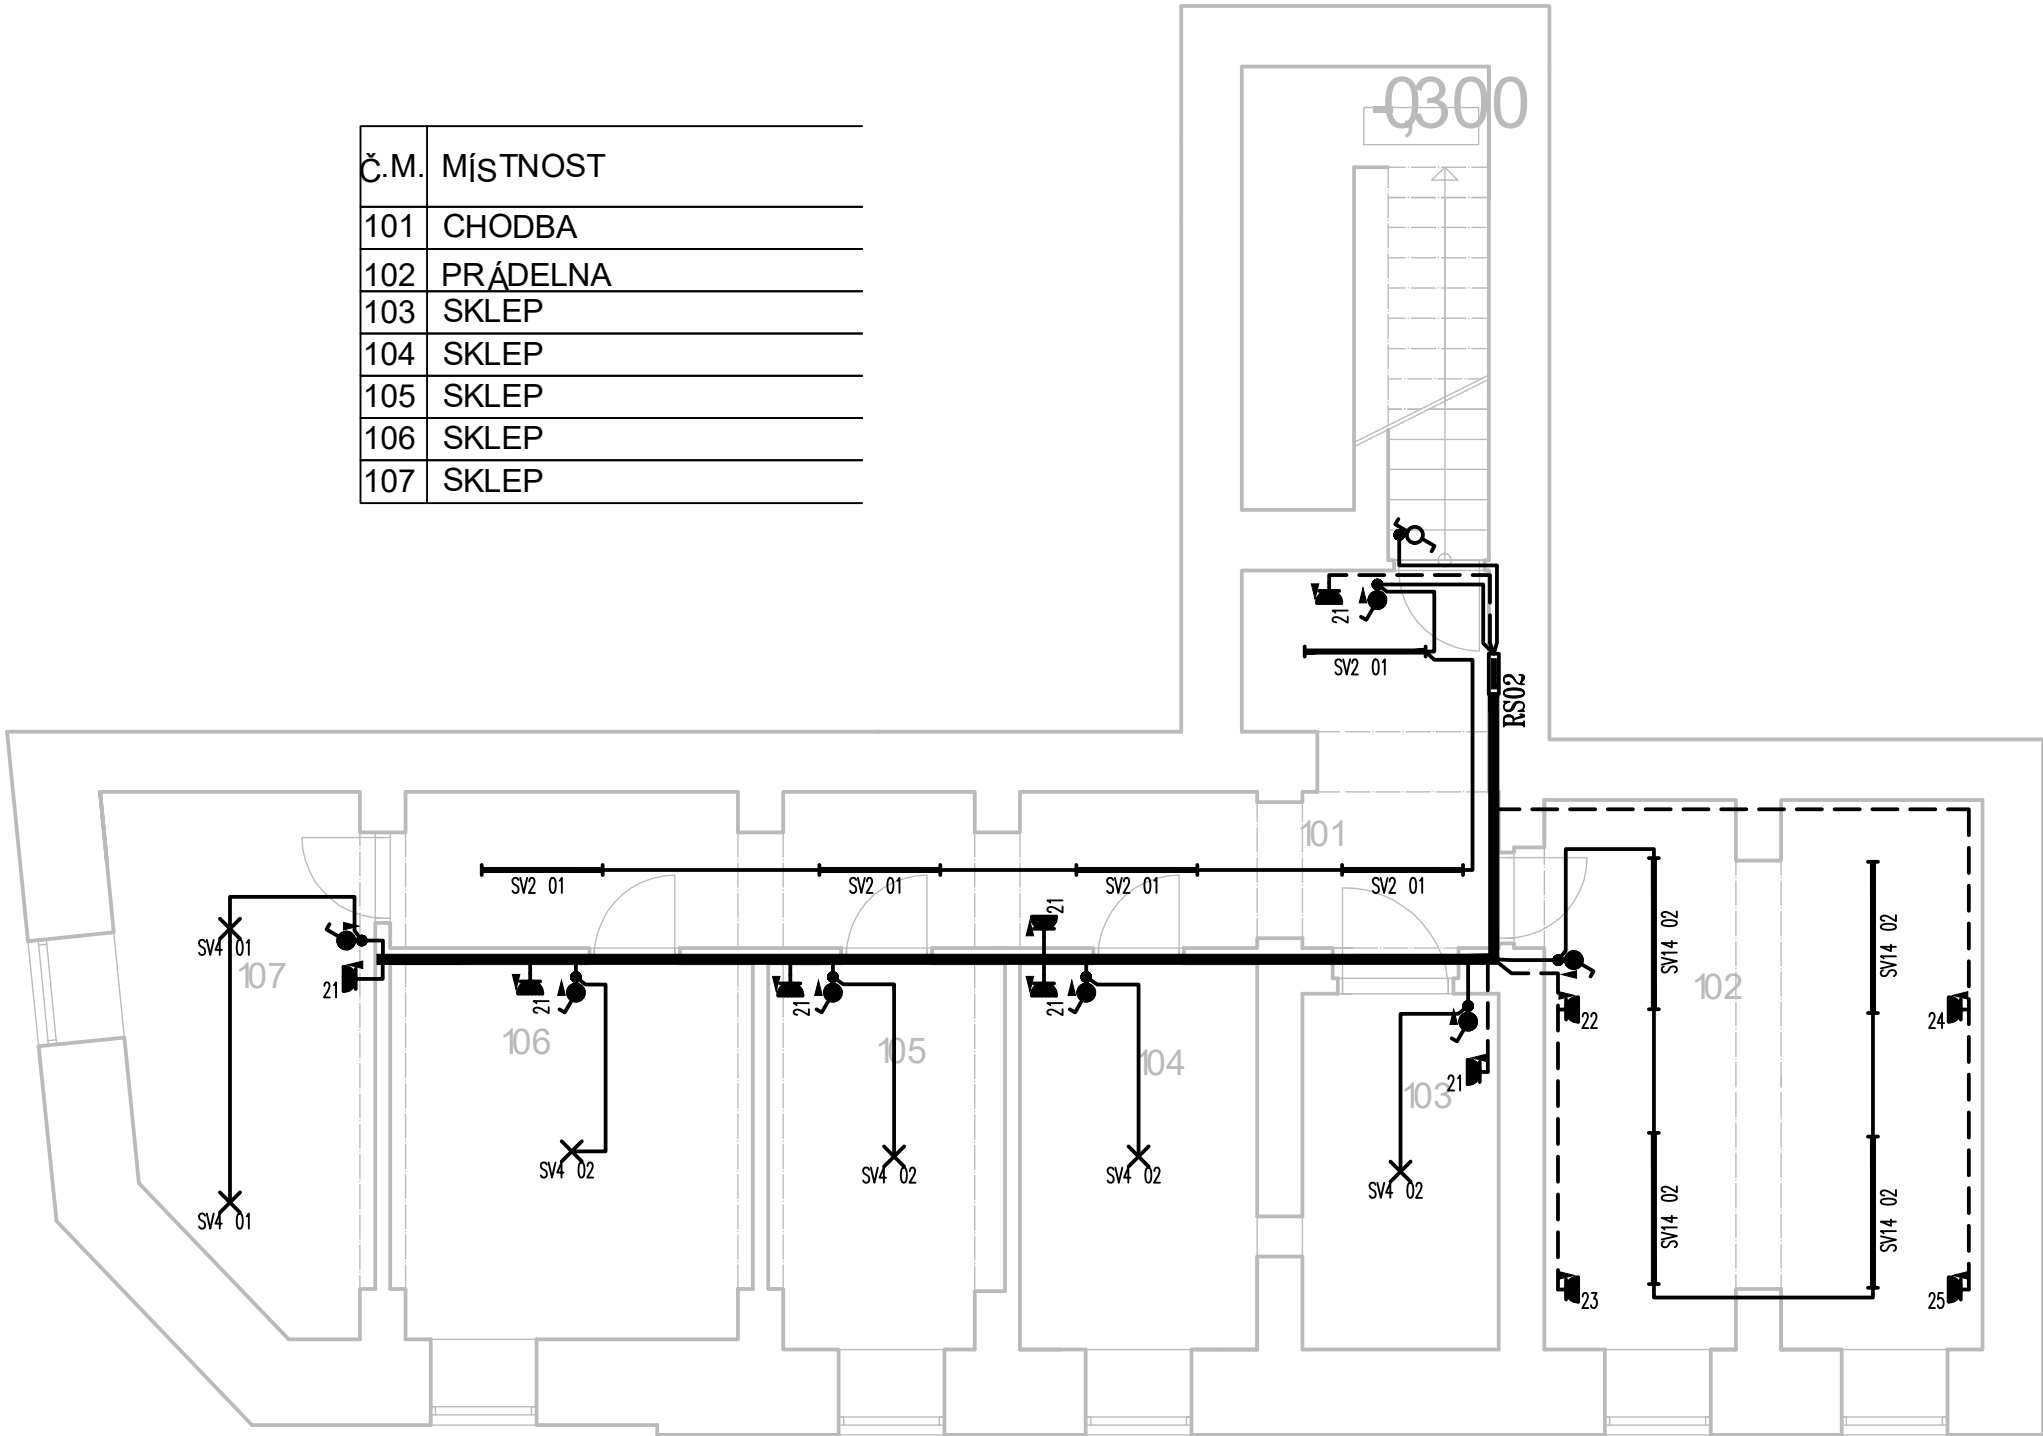 -0,300
Č.M. MÍSTNOST
101 CHODBA
102 PRÁDELNA
103 SKLEP
104 SKLEP
105 SKLEP
106 SKLEP
107 SKLEP
21
SV2 01
RS02
101
SV2 01
SV2 01
SV2 01
SV2 01
21
SV4 01
107
21
21
106
21
105
21
104
103
21
SV14 02
SV14 02
102
22
24
SV4 02
SV4 02
SV4 02
SV4 02
SV4 01
SV14 02
SV14 02
23
25